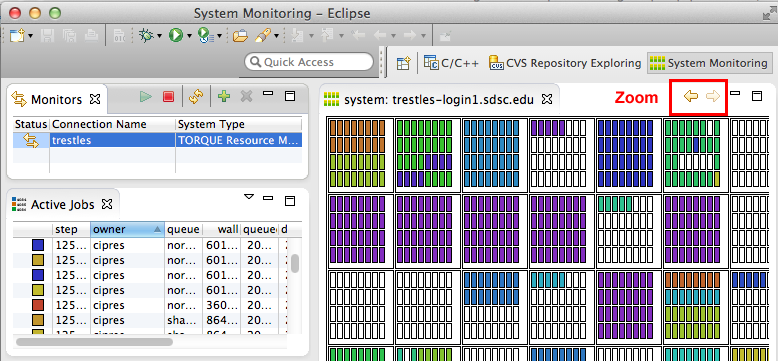 System Monitoring – Eclipse
Quick Access
C/C++
CVS Repository Exploring
System Monitoring
Monitors
Status Connection Name System Type
trestles TORQUE Resource M...
Active Jobs
step owner queue wall queued d
125... cipres nor... 601... 20...
125... cipres nor... 601... 20...
125... cipres nor... 601... 20...
125... cipres nor... 601... 20...
125... cipres nor... 360... 20...
125... cipres sha... 864... 20...
125... cipres sha... 864... 20...
system: trestles-login1.sdsc.edu
Zoom